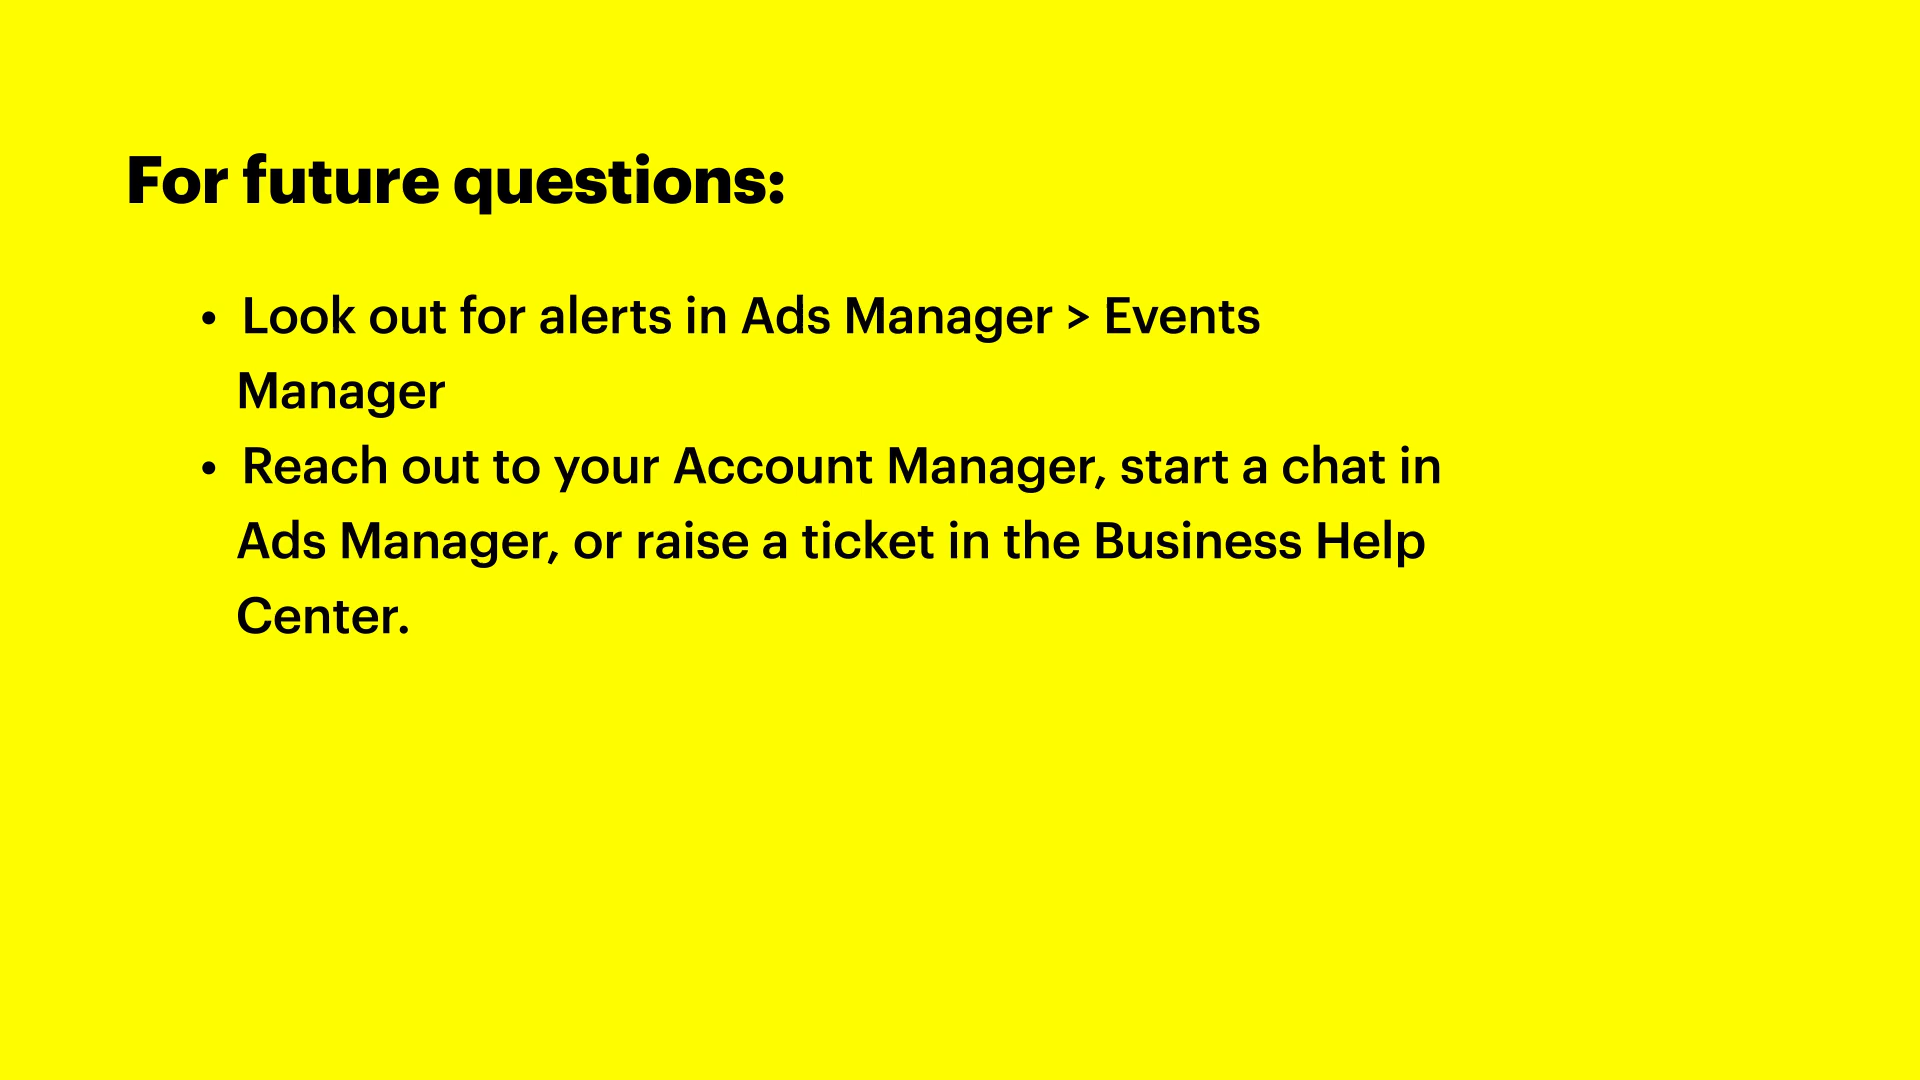 For future questions:
• Look out for alerts in Ads Manager > Events
Manager
• Reach out to your Account Manager, start a chat in
Ads Manager, or raise a ticket in the Business Help
Center.